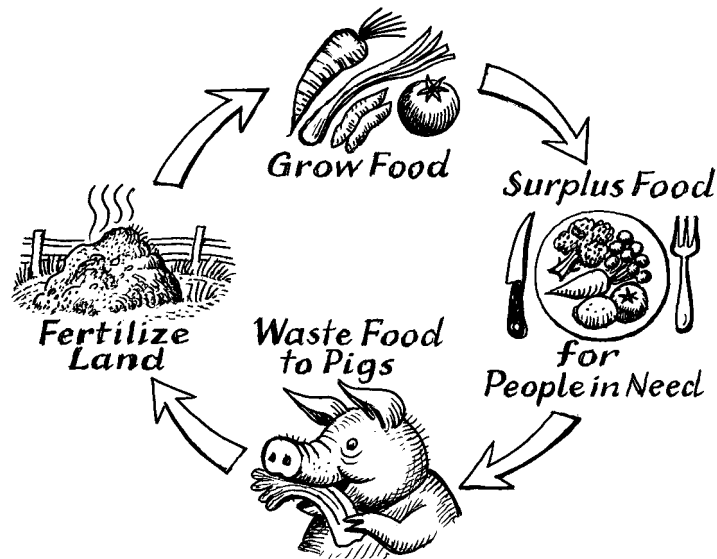 Grow Food
Surplus Food
for
People in Need
Waste Food
to Pigs
Fertilize
Land